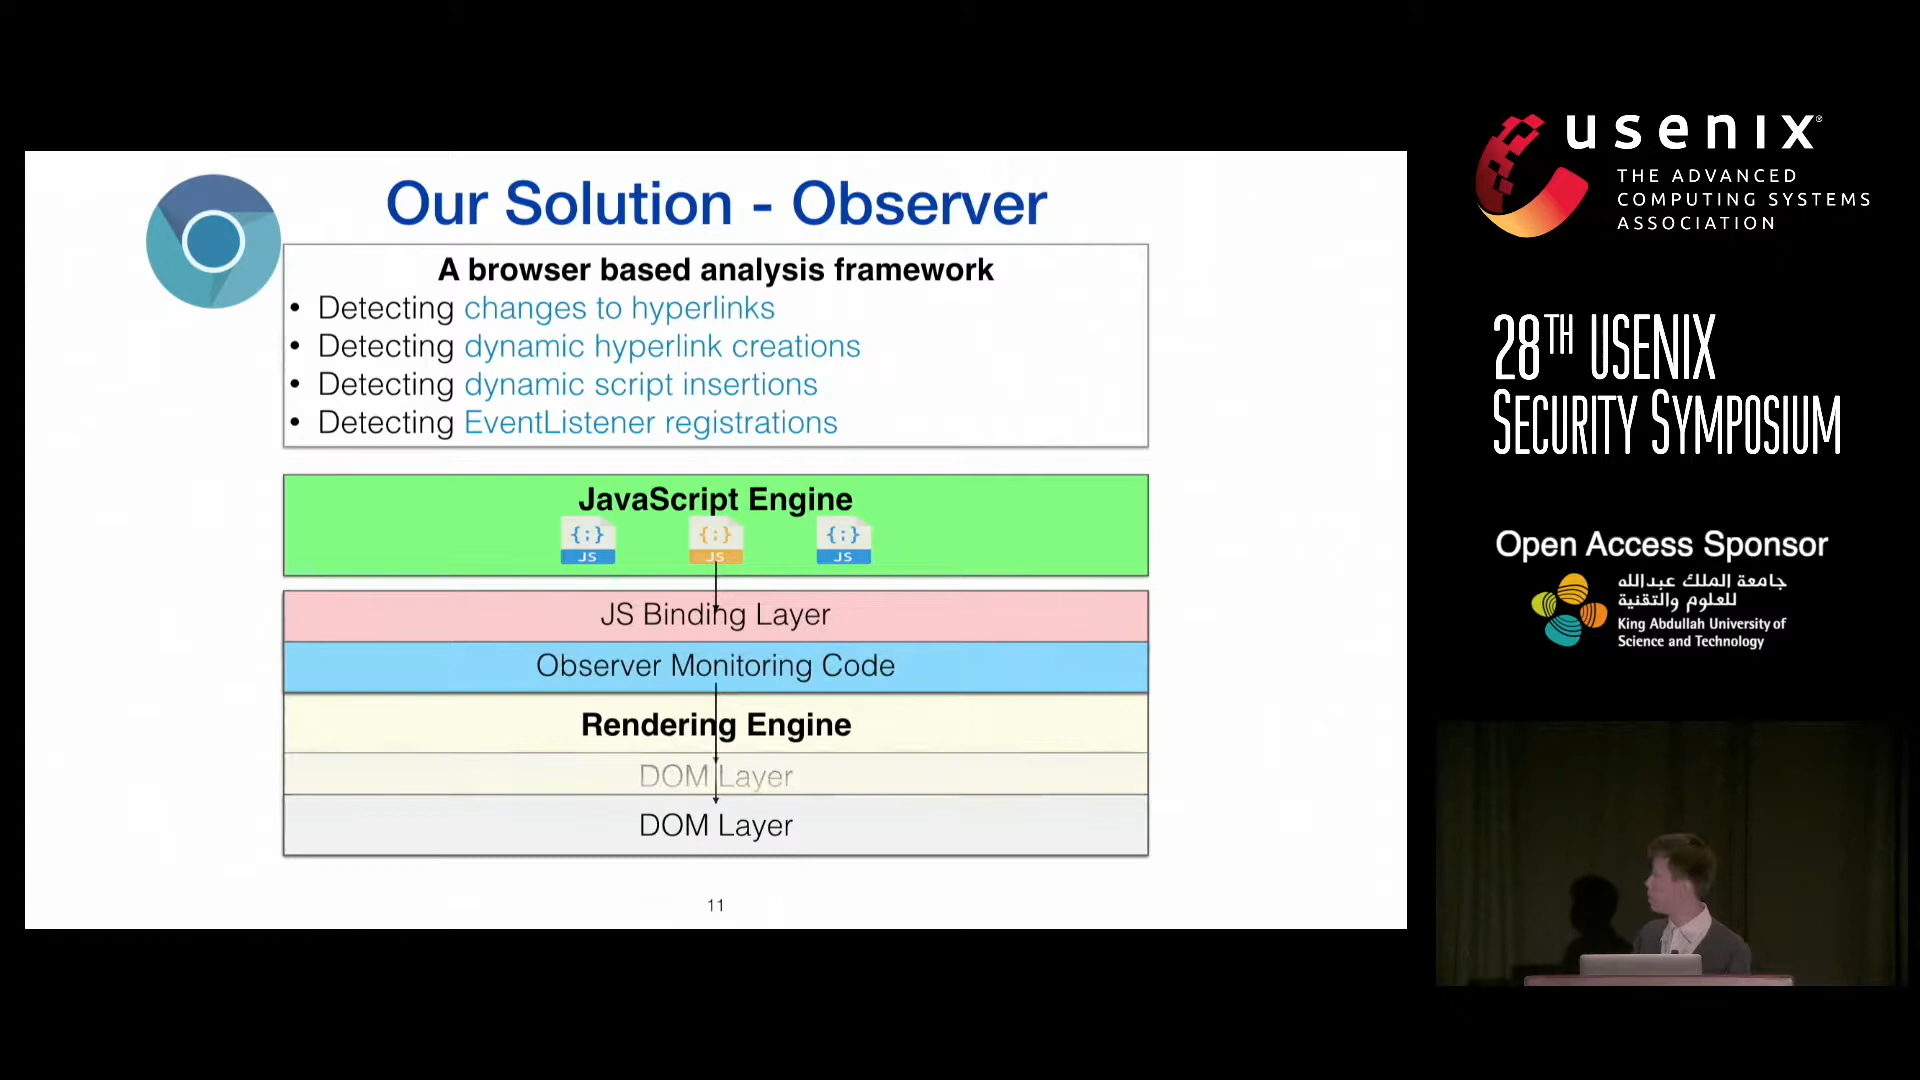 Our Solution - Observer
A browser based analysis framework
• Detecting changes to hyperlinks
• Detecting dynamic hyperlink creations
• Detecting dynamic script insertions
• Detecting EventListener registrations
JavaScript Engine
{:} {:} {:}
JS JS JS
JS Binding Layer
Observer Monitoring Code
Rendering Engine
DOM Layer
DOM Layer
11
usenix®
THE ADVANCED
COMPUTING SYSTEMS
ASSOCIATION
28TH USENIX
SECURITY SYMPOSIUM
Open Access Sponsor
جامعة الملك عبدالله
للعلوم والتقنية
King Abdullah University of
Science and Technology